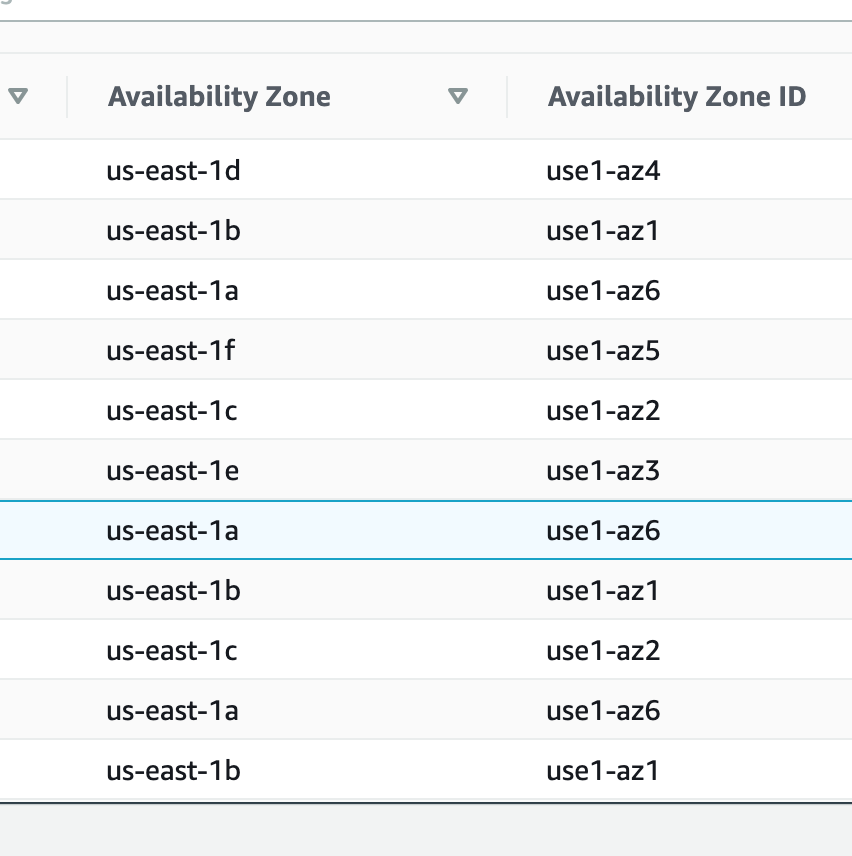 Availability Zone Availability Zone ID
us-east-1d use1-az4
us-east-1b use1-az1
us-east-1a use1-az6
us-east-1f use1-az5
us-east-1c use1-az2
us-east-1e use1-az3
us-east-1a use1-az6
us-east-1b use1-az1
us-east-1c use1-az2
us-east-1a use1-az6
us-east-1b use1-az1